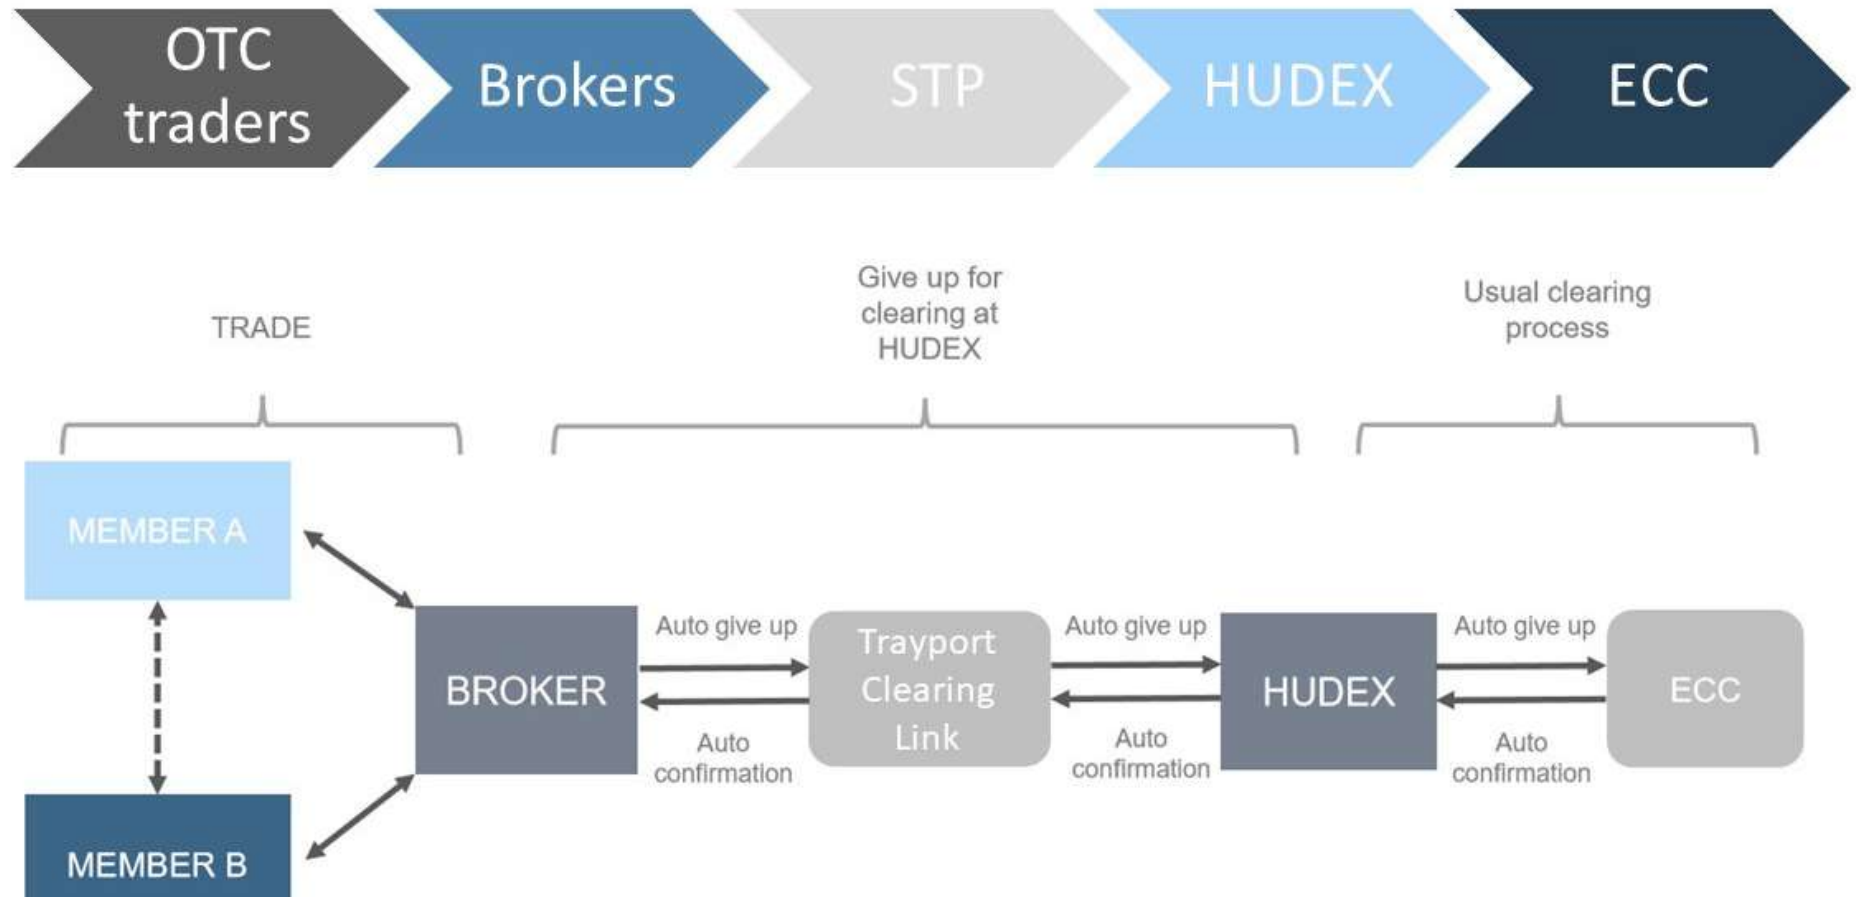 OTC
traders
Brokers
STP
HUDEX
ECC
TRADE
Give up for
clearing at
HUDEX
Usual clearing
process
MEMBER A
MEMBER B
BROKER
Auto give up
Auto
confirmation
Trayport
Clearing
Link
Auto give up
Auto
confirmation
HUDEX
Auto give up
Auto
confirmation
ECC